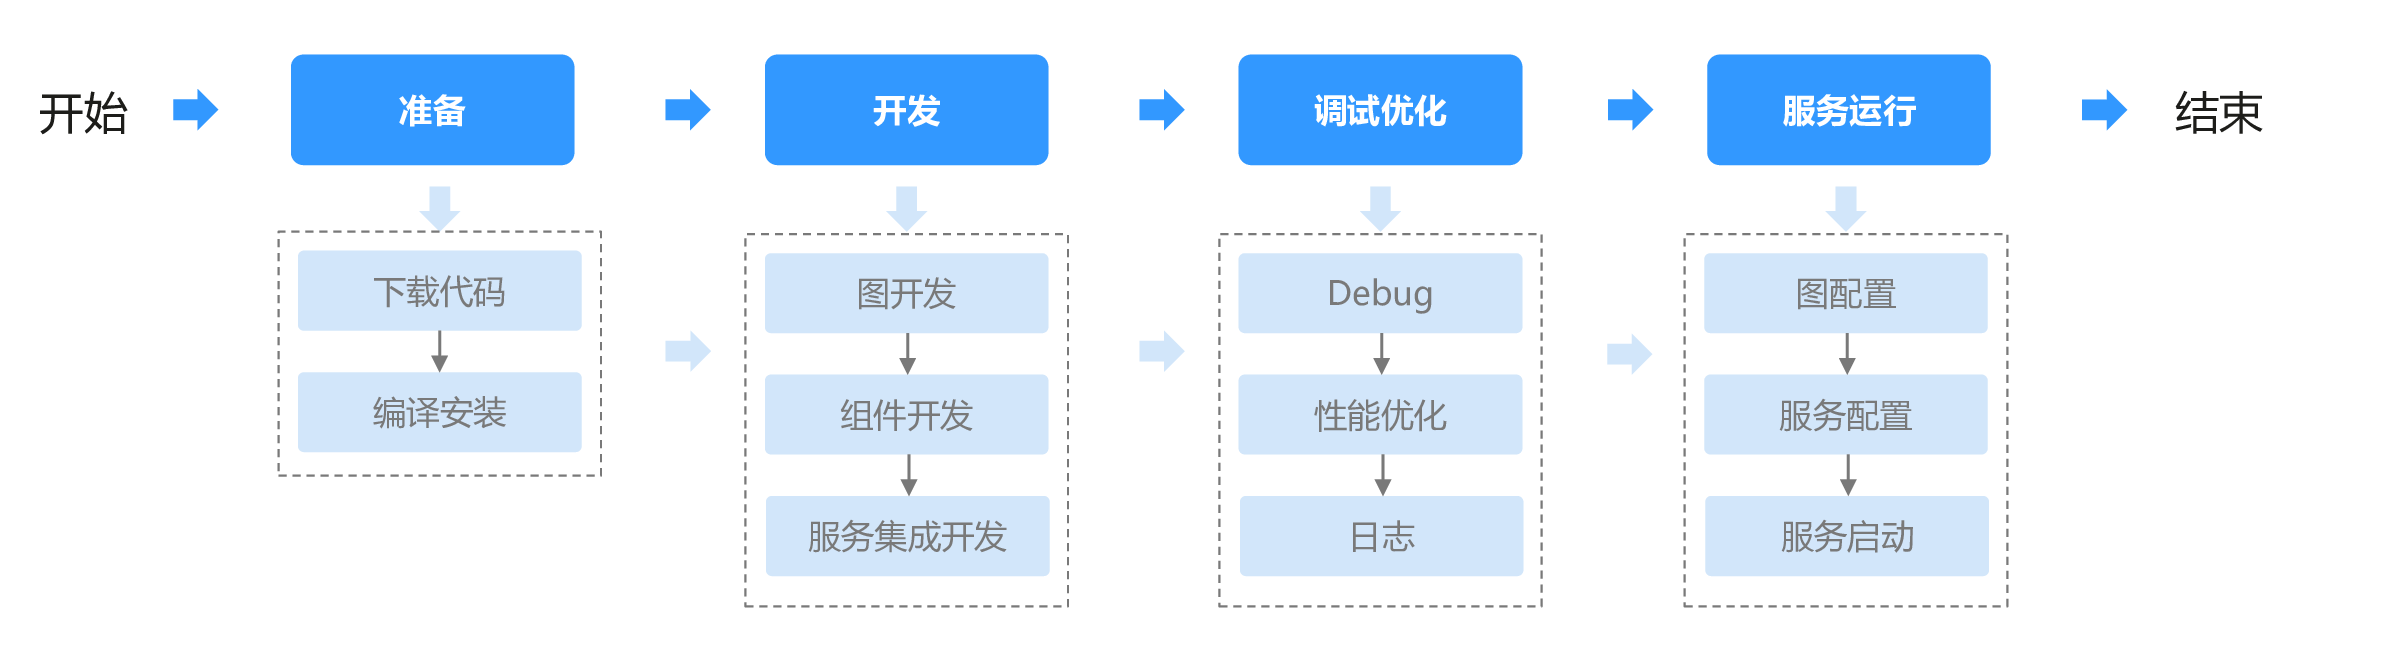 开始
准备
开发
调试优化
服务运行
结束
下载代码
编译安装
图开发
组件开发
服务集成开发
Debug
性能优化
日志
图配置
服务配置
服务启动